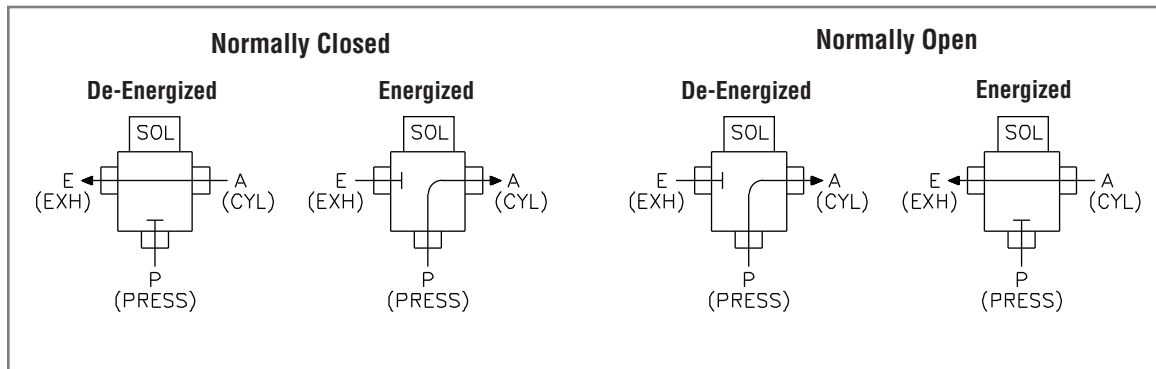 Normally Closed
Normally Open
De-Energized
Energized
De-Energized
Energized
SOL
SOL
SOL
SOL
E
A
E
A
E
A
E
A
(EXH)
(CYL)
(EXH)
(CYL)
(EXH)
(CYL)
(EXH)
(CYL)
P
P
P
P
(PRESS)
(PRESS)
(PRESS)
(PRESS)